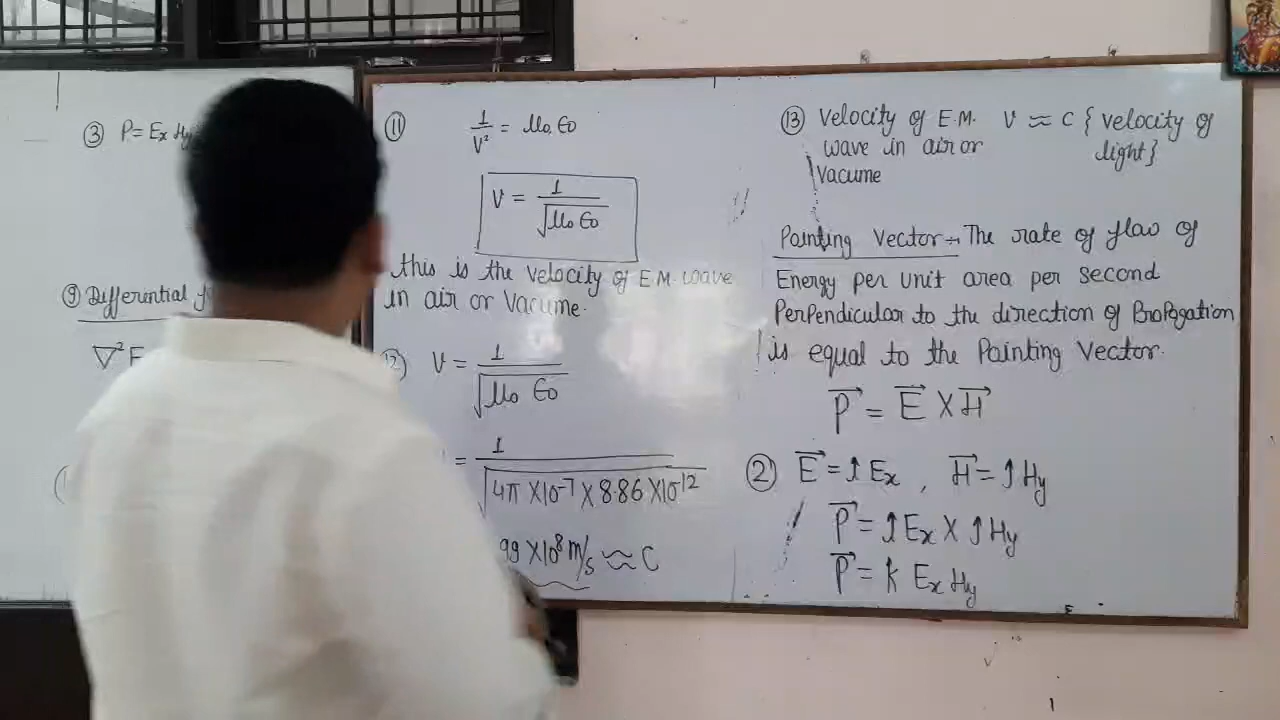 ③ P = Ex Hy
⑨ Differential
∇²E
⑪ 1/V² = μ₀ ε₀
V = 1/√μ₀ ε₀
this is the velocity of E.M. wave
in air or Vacume.
V = 1/√μ₀ ε₀
= 1/√4π × 10⁻⁷ × 8.86 × 10⁻¹²
99 × 10⁸ m/s ≈ C
⑬ Velocity of E.M. V ≈ C { velocity of
wave in air or light}
Vacume
Painting Vector :- The rate of flow of
Energy per unit area per second
Perpendicular to the direction of Propagation
is equal to the Painting Vector.
P⃗ = E⃗ × H⃗
② E⃗ = î Ex , H⃗ = ĵ Hy
P⃗ = î Ex × ĵ Hy
P⃗ = k̂ Ex Hy